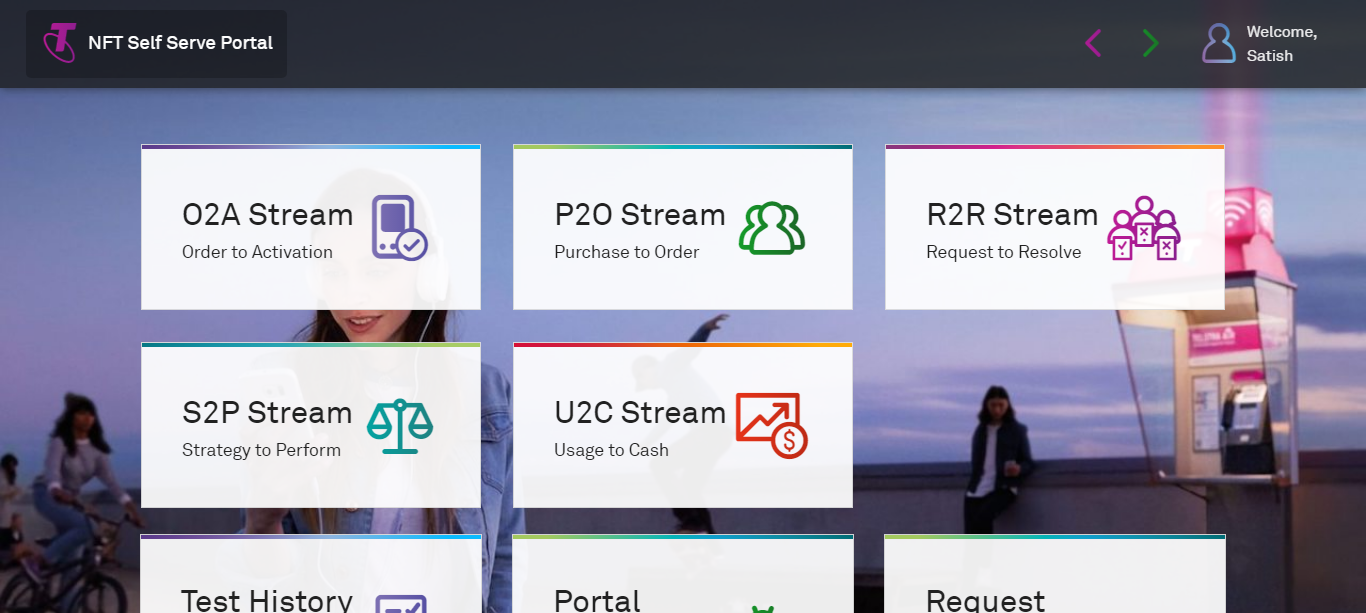 NFT Self Serve Portal
Welcome,
Satish
O2A Stream
Order to Activation
P2O Stream
Purchase to Order
R2R Stream
Request to Resolve
S2P Stream
Strategy to Perform
U2C Stream
Usage to Cash
Test History
Portal
Request